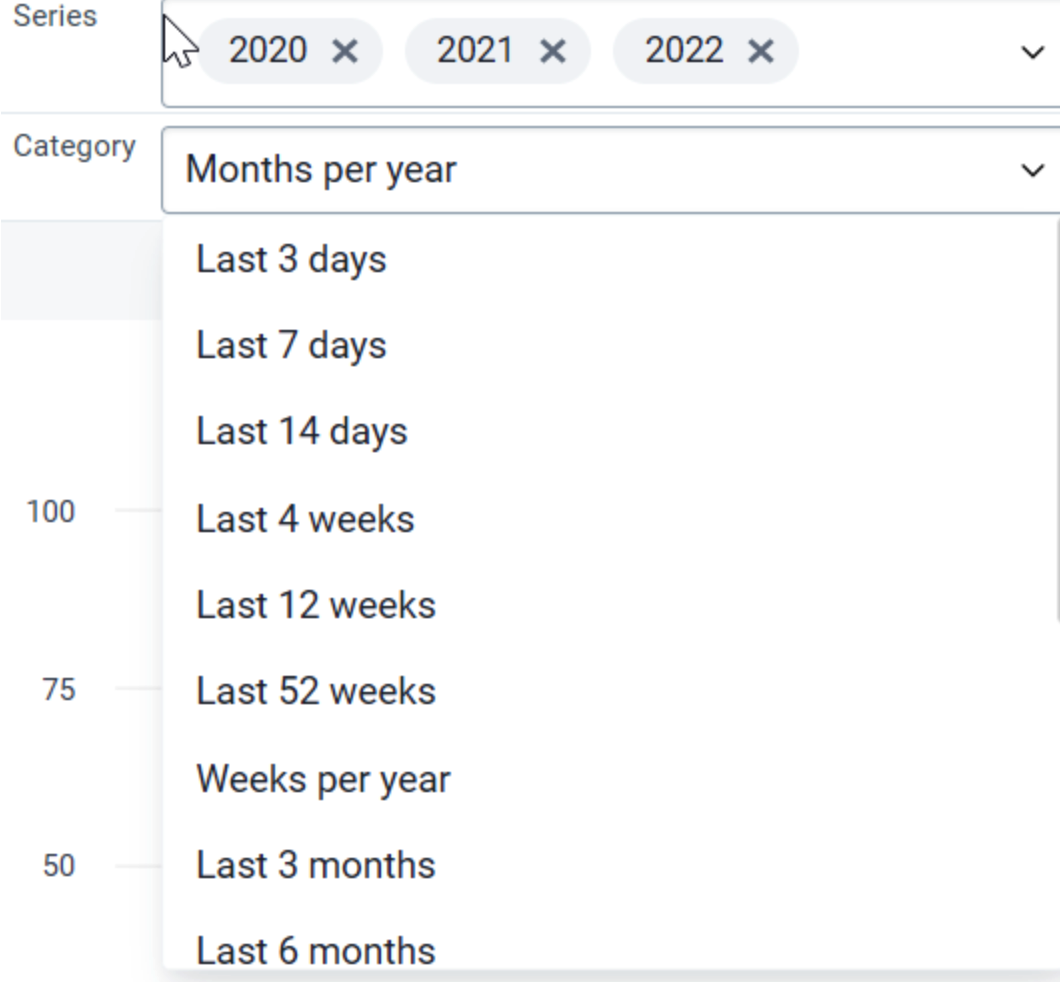 Series
2020 2021 2022
Category
Months per year
Last 3 days
Last 7 days
Last 14 days
100
Last 4 weeks
Last 12 weeks
75
Last 52 weeks
Weeks per year
50
Last 3 months
Last 6 months